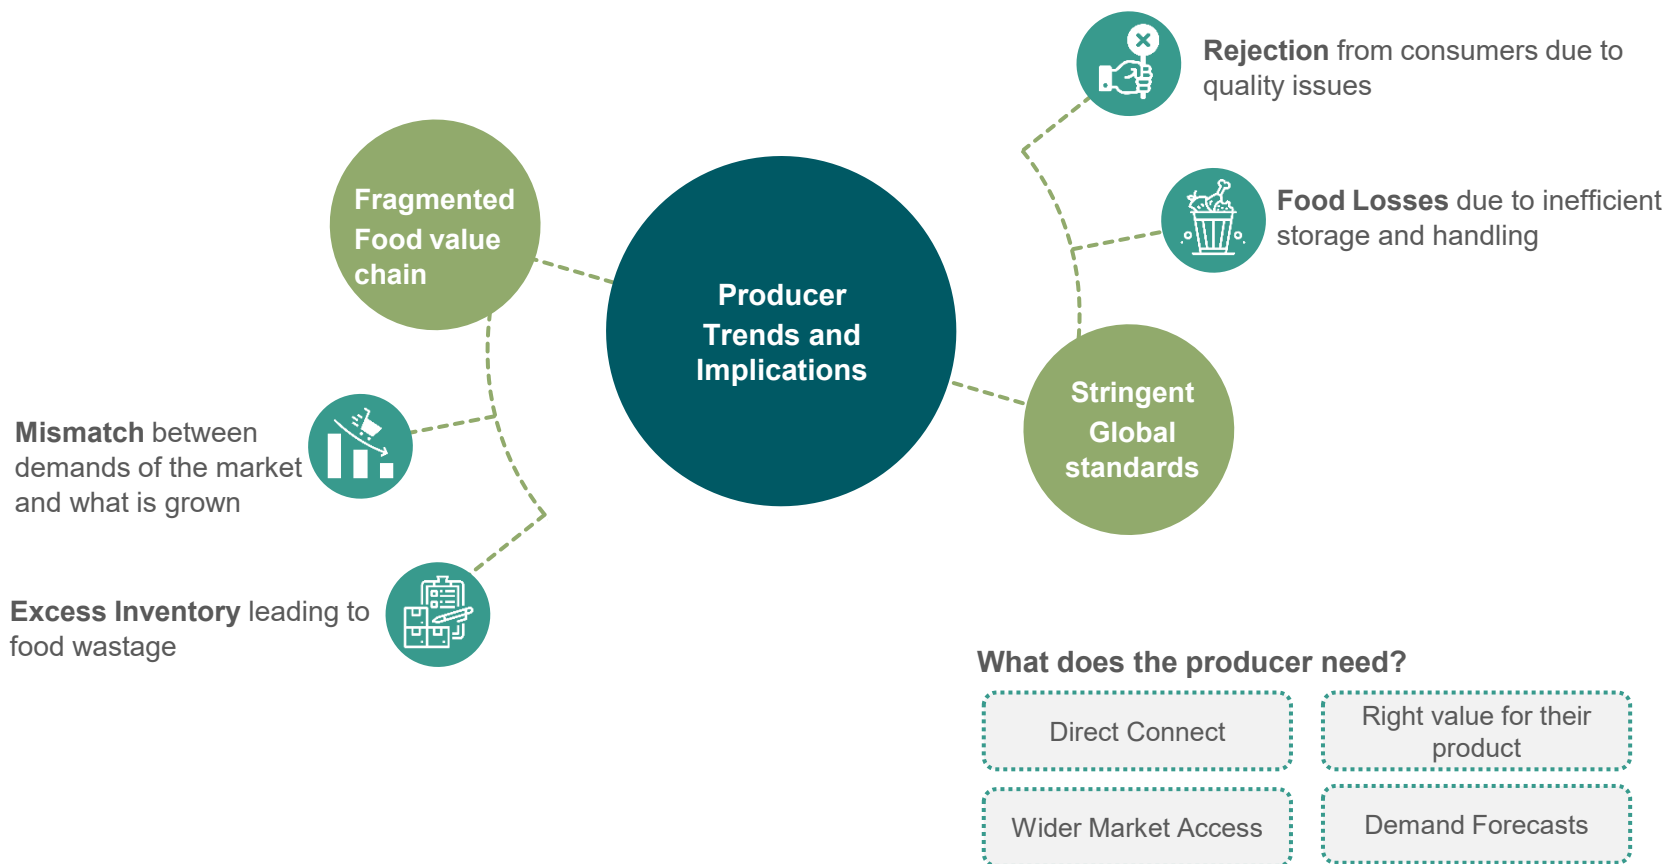 Rejection from consumers due to
quality issues
Fragmented
Food value
chain
Food Losses due to inefficient
storage and handling
Producer
Trends and
Implications
Stringent
Global
standards
Mismatch between
demands of the market
and what is grown
Excess Inventory leading to
food wastage
What does the producer need?
Direct Connect
Right value for their
product
Wider Market Access
Demand Forecasts